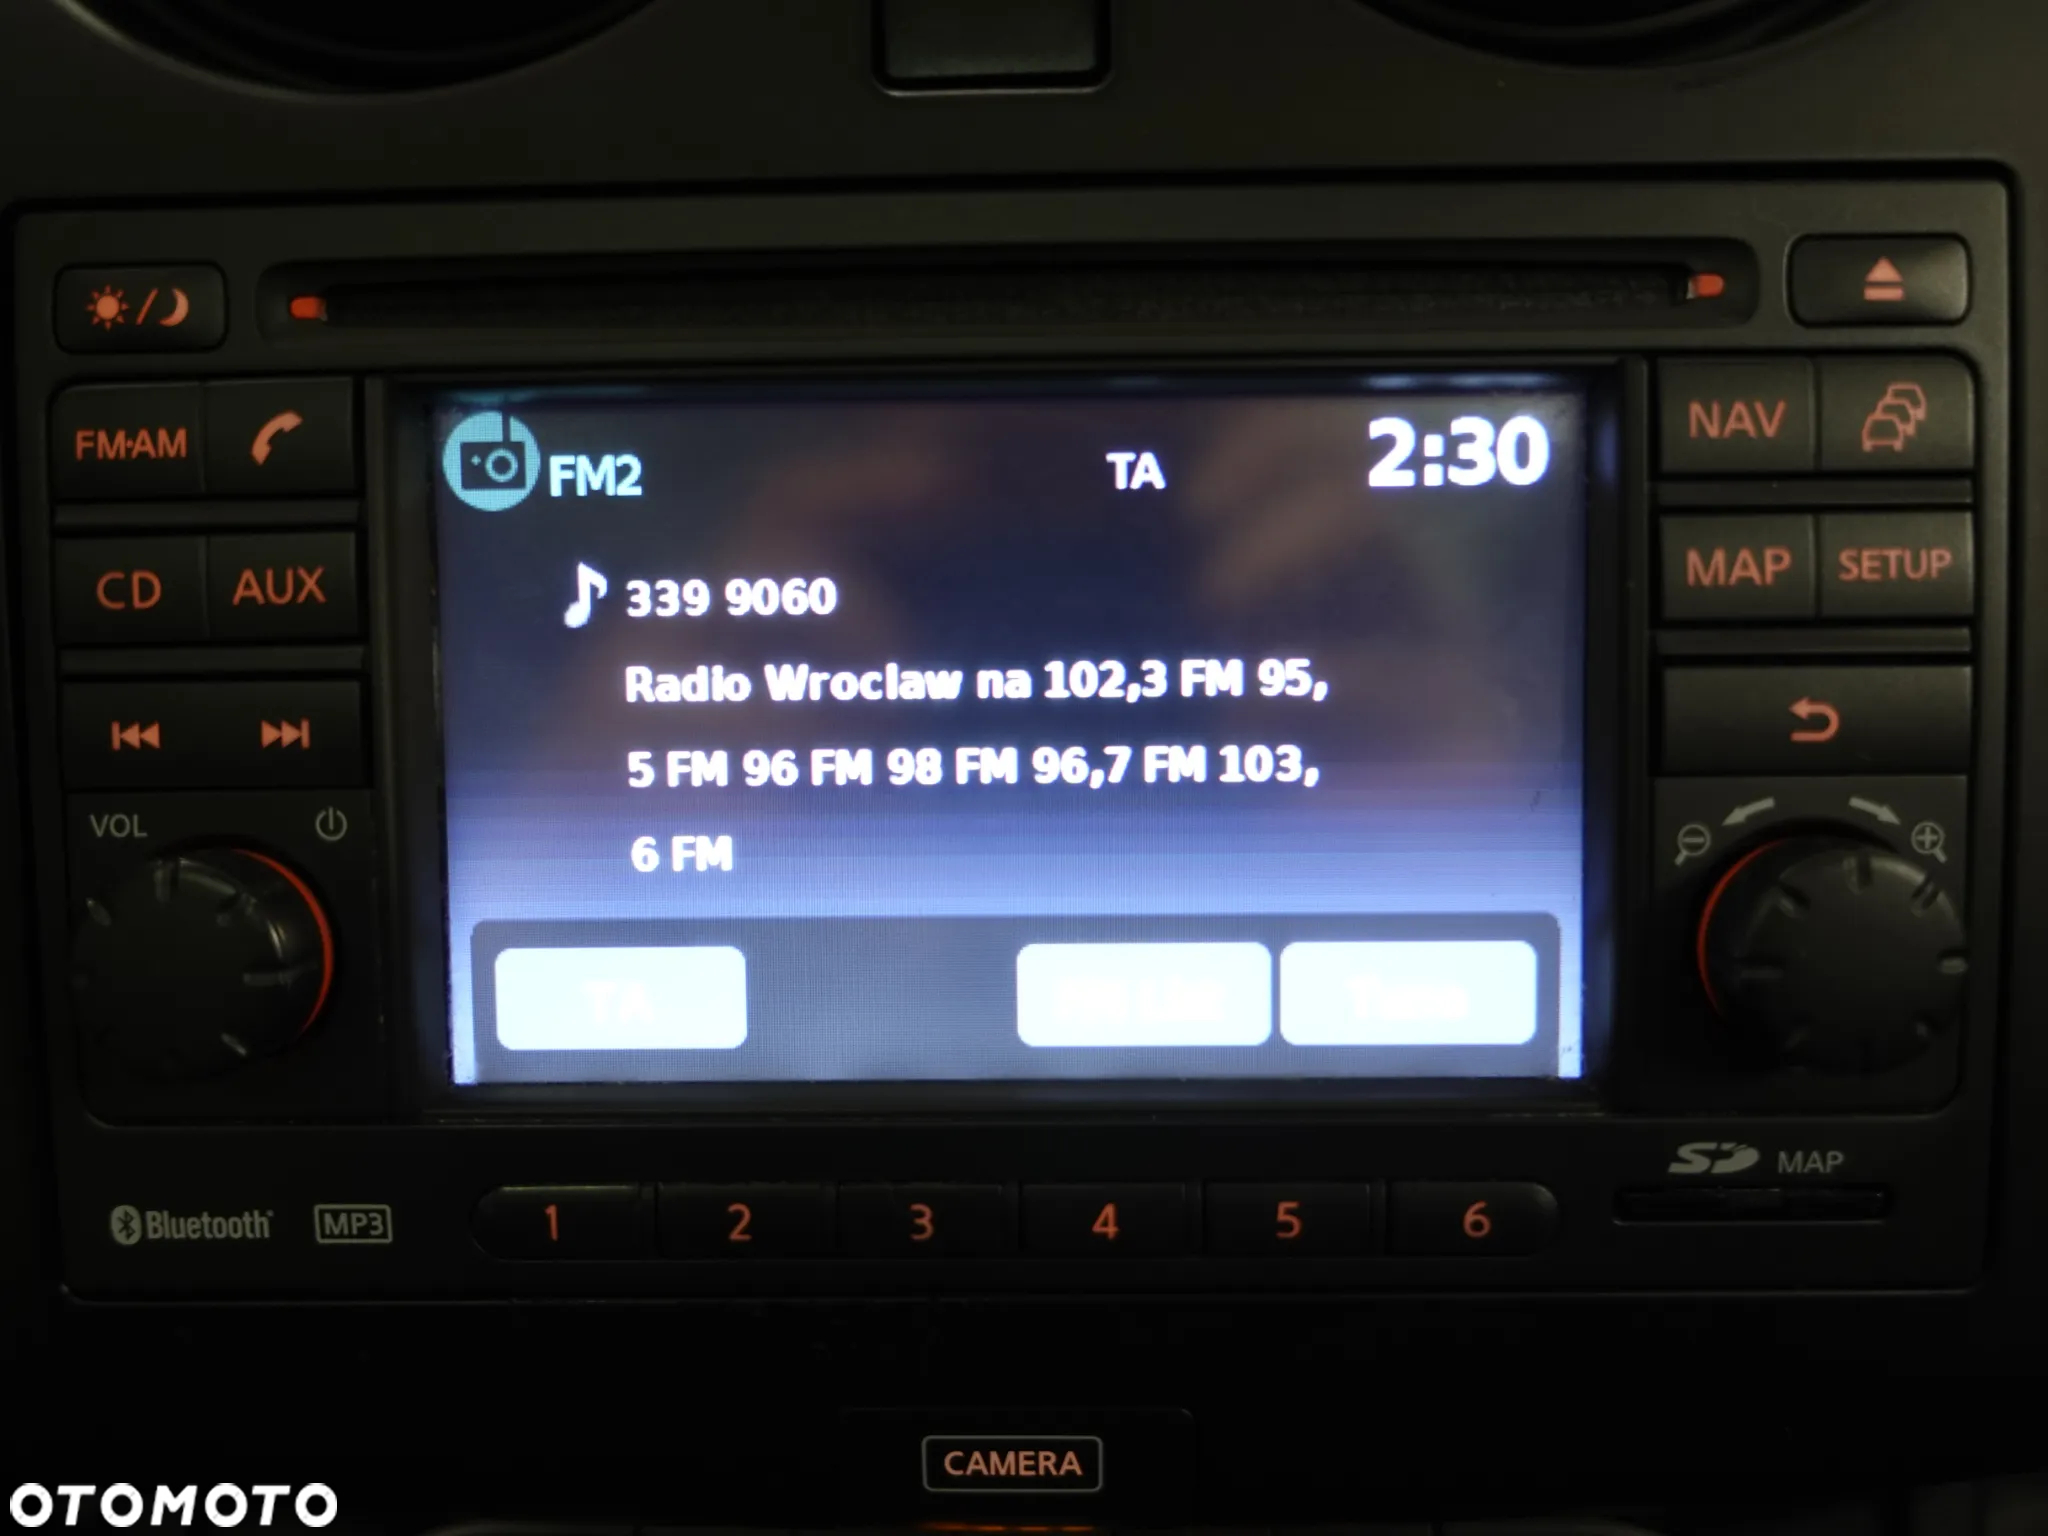 FM·AM
CD AUX
VOL
FM2 TA 2:30
339 9060
Radio Wroclaw na 102,3 FM 95,
5 FM 96 FM 98 FM 96,7 FM 103,
6 FM
TA
NAV
MAP SETUP
SD MAP
Bluetooth MP3
1 2 3 4 5 6
CAMERA
OTOMOTO